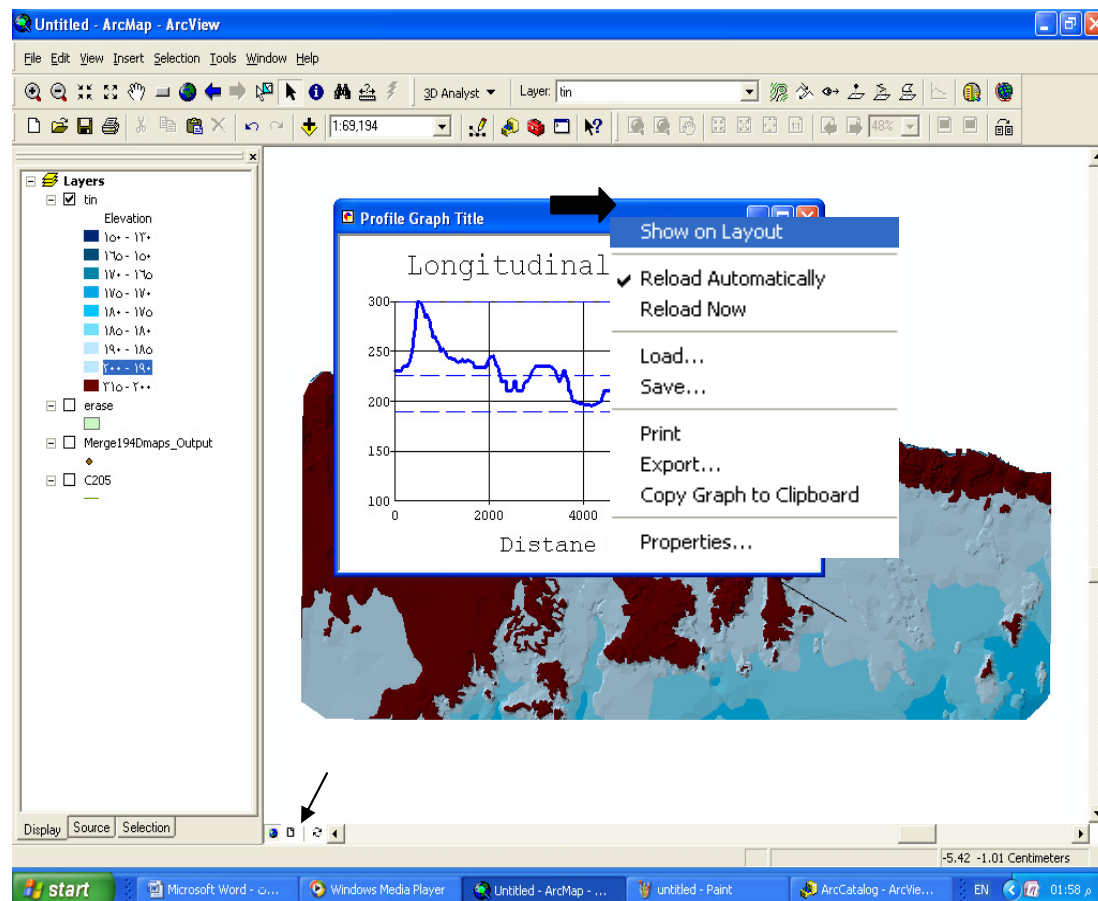 Untitled - ArcMap - ArcView
File Edit View Insert Selection Tools Window Help
3D Analyst Layer: tin
1:69,194 48%
Layers
tin
Elevation
١٥٠ - ١٣٠
١٦٥ - ١٥٠
١٧٠ - ١٦٥
١٧٥ - ١٧٠
١٨٠ - ١٧٥
١٨٥ - ١٨٠
١٩٠ - ١٨٥
٢٠٠ - ١٩٠
٢١٥ - ٢٠٠
erase
Merge194Dmaps_Output
C205
Profile Graph Title
Longitudinal
300
250
200
150
100
0 2000 4000
Distane
Show on Layout
Reload Automatically
Reload Now
Load...
Save...
Print
Export...
Copy Graph to Clipboard
Properties...
Display Source Selection
-5.42 -1.01 Centimeters
start Microsoft Word - ن... Windows Media Player Untitled - ArcMap - ... untitled - Paint ArcCatalog - ArcVie... EN 01:58 م